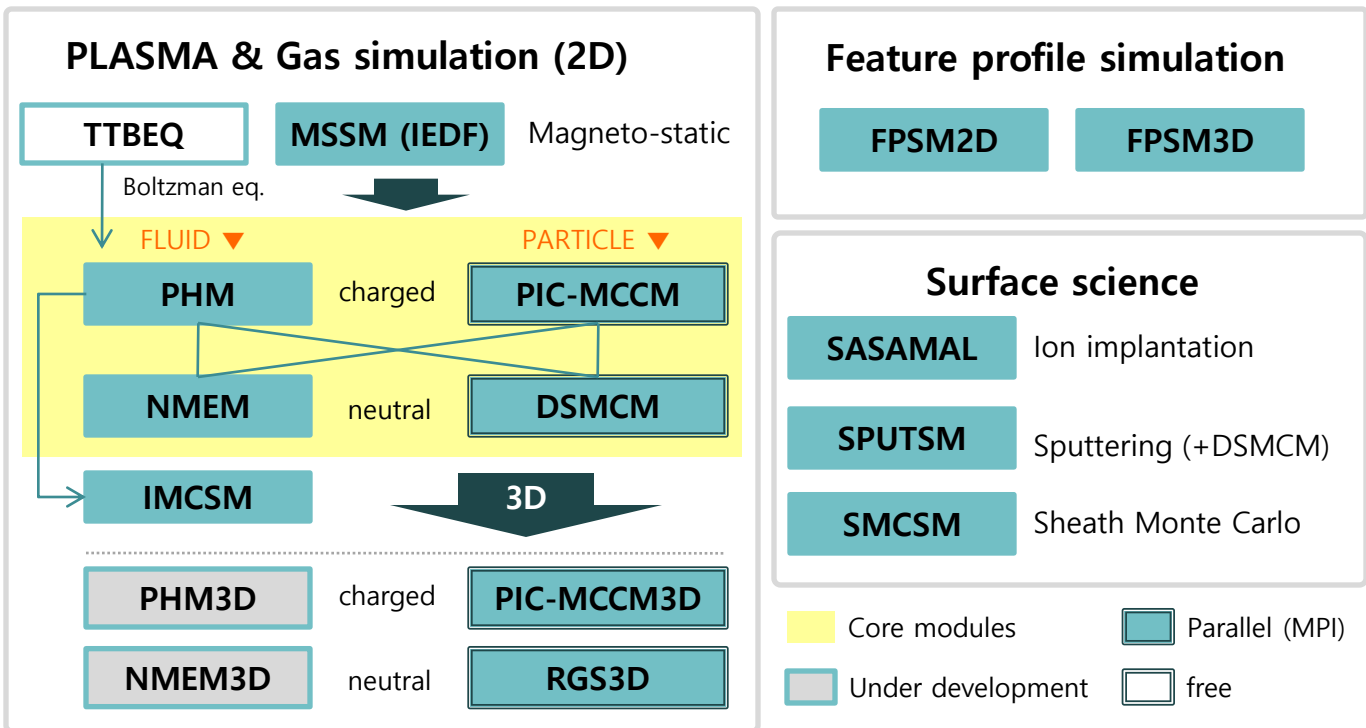 PLASMA & Gas simulation (2D)
TTBEQ
MSSM (IEDF)
Magneto-static
Boltzman eq.
FLUID ▼
PARTICLE ▼
PHM
charged
PIC-MCCM
NMEM
neutral
DSMCM
IMCSM
3D
PHM3D
charged
PIC-MCCM3D
NMEM3D
neutral
RGS3D
Feature profile simulation
FPSM2D
FPSM3D
Surface science
SASAMAL
Ion implantation
SPUTSM
Sputtering (+DSMCM)
SMCSM
Sheath Monte Carlo
Core modules
Parallel (MPI)
Under development
free